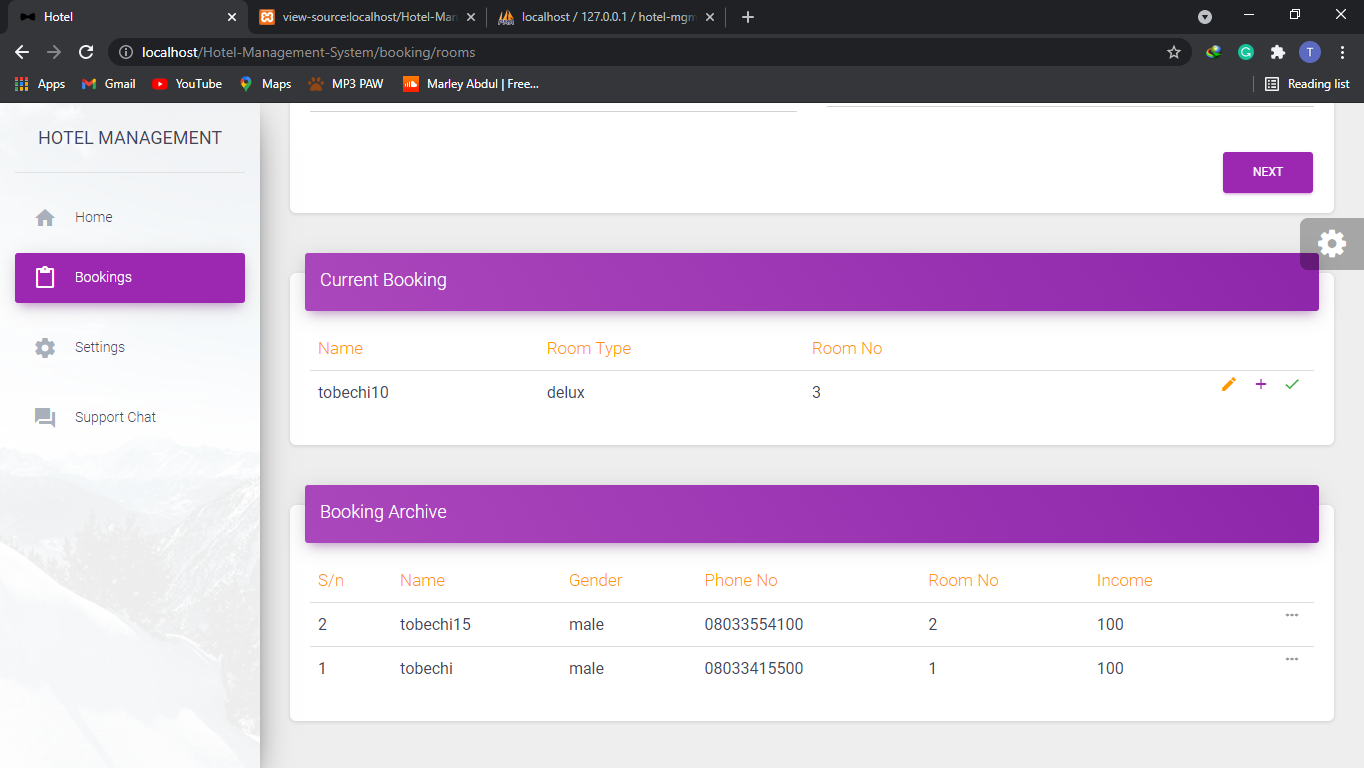 Hotel
view-source:localhost/Hotel-Man
localhost / 127.0.0.1 / hotel-mgm
localhost/Hotel-Management-System/booking/rooms
T
Apps
Gmail
YouTube
Maps
MP3 PAW
Marley Abdul | Free...
Reading list
HOTEL MANAGEMENT
Home
Bookings
Settings
Support Chat
NEXT
Current Booking
Name Room Type Room No
tobechi10 delux 3
Booking Archive
S/n Name Gender Phone No Room No Income
2 tobechi15 male 08033554100 2 100
1 tobechi male 08033415500 1 100